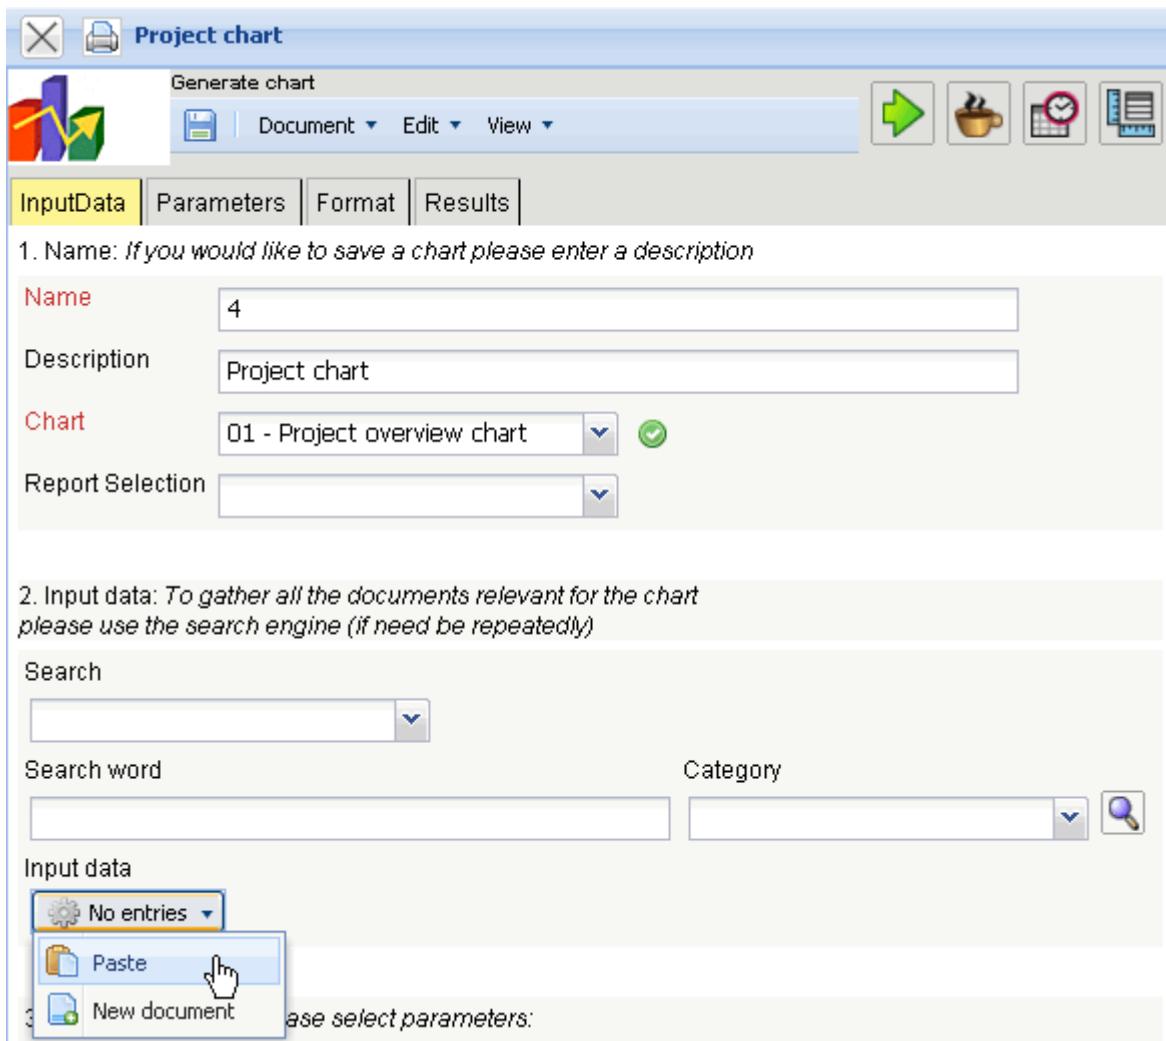 Project chart
Generate chart
Document Edit View
InputData Parameters Format Results
1. Name: If you would like to save a chart please enter a description
Name 4
Description Project chart
Chart 01 - Project overview chart
Report Selection
2. Input data: To gather all the documents relevant for the chart
please use the search engine (if need be repeatedly)
Search
Search word Category
Input data
No entries
Paste
New document
ase select parameters: